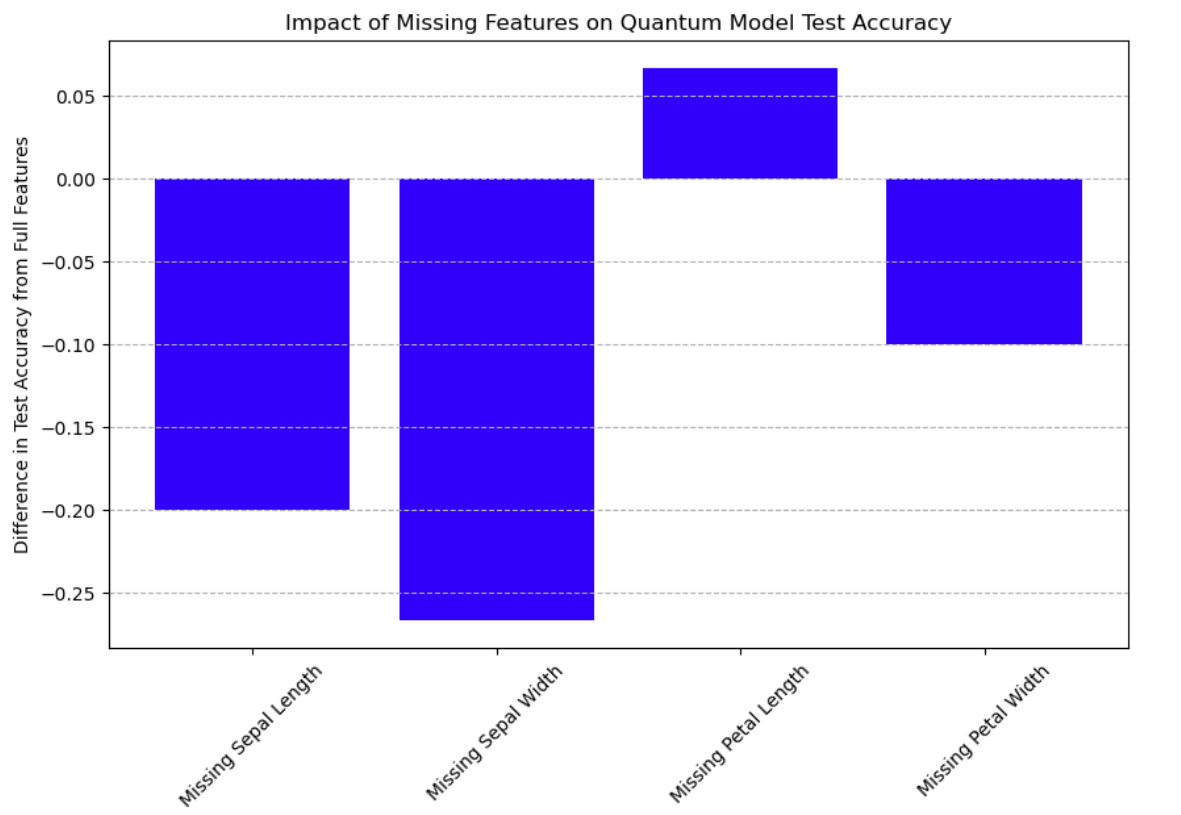 Impact of Missing Features on Quantum Model Test Accuracy
Difference in Test Accuracy from Full Features
0.05
0.00
−0.05
−0.10
−0.15
−0.20
−0.25
Missing Sepal Length
Missing Sepal Width
Missing Petal Length
Missing Petal Width